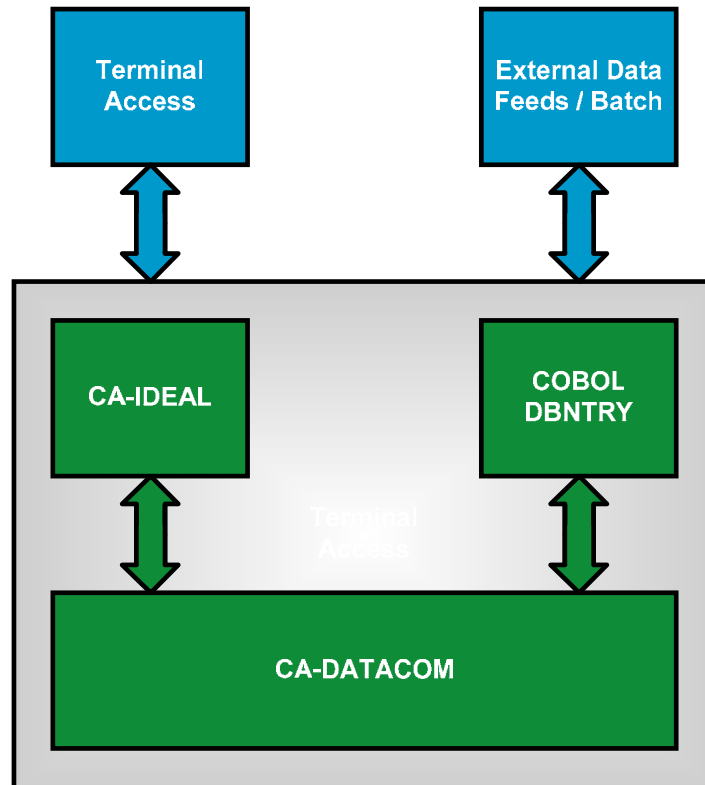 Terminal
Access
External Data
Feeds / Batch
CA-IDEAL
COBOL
DBNTRY
Terminal
Access
CA-DATACOM